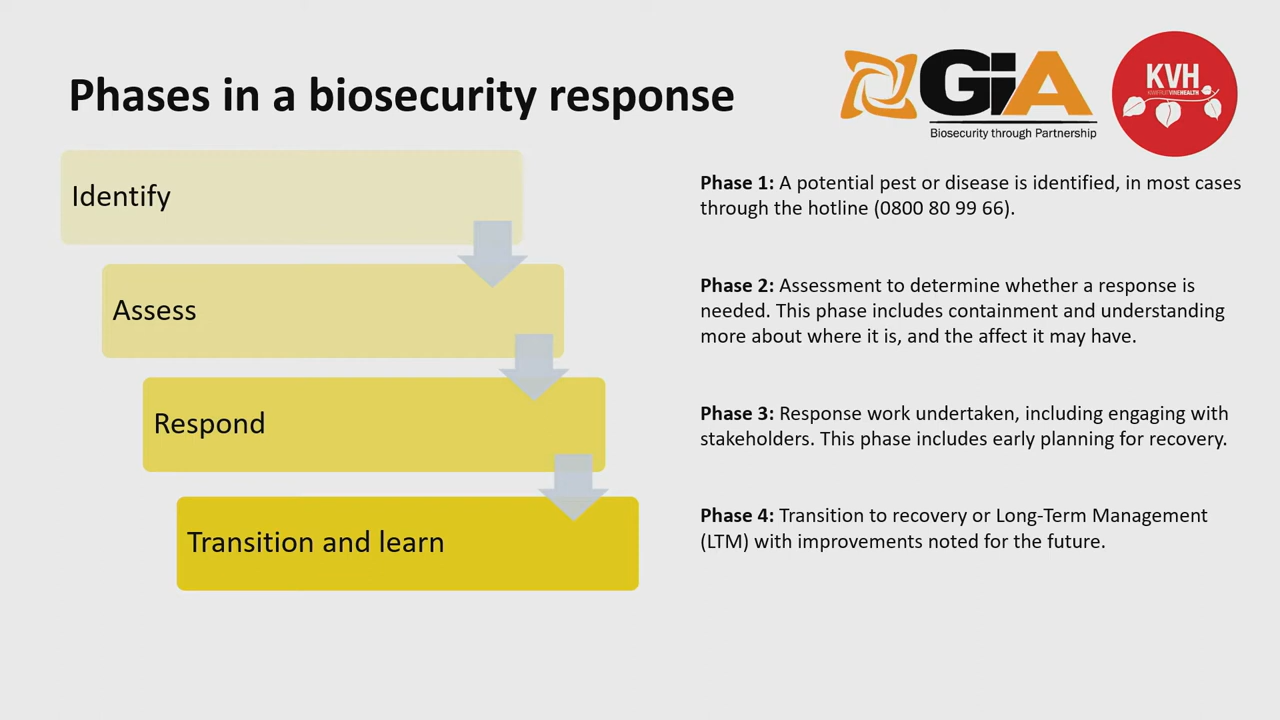 Phases in a biosecurity response
GiA
Biosecurity through Partnership
KVH
KIWIFRUIT VINE HEALTH
Identify
Assess
Respond
Transition and learn
Phase 1: A potential pest or disease is identified, in most cases
through the hotline (0800 80 99 66).
Phase 2: Assessment to determine whether a response is
needed. This phase includes containment and understanding
more about where it is, and the affect it may have.
Phase 3: Response work undertaken, including engaging with
stakeholders. This phase includes early planning for recovery.
Phase 4: Transition to recovery or Long-Term Management
(LTM) with improvements noted for the future.